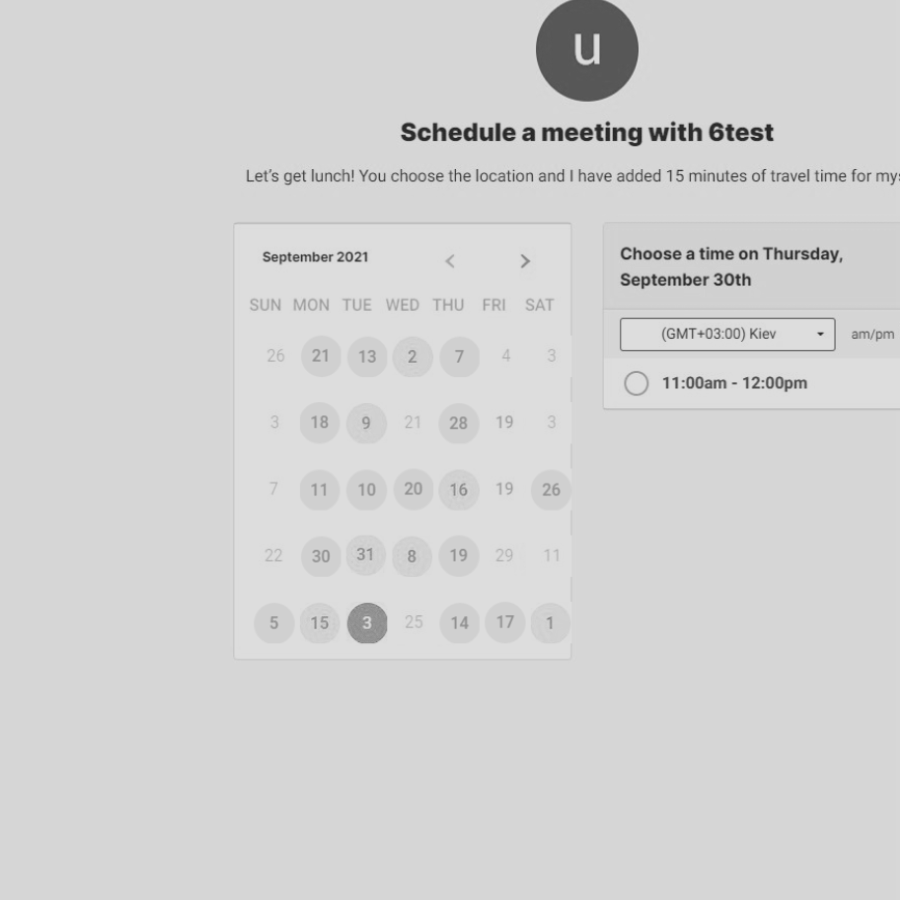 u
Schedule a meeting with 6test
Let's get lunch! You choose the location and I have added 15 minutes of travel time for
September 2021
SUN MON TUE WED THU FRI SAT
26 21 13 2 7 4 3
3 18 9 21 28 19 3
7 11 10 20 16 19 26
22 30 31 8 19 29 11
5 15 3 25 14 17 1
Choose a time on Thursday,
September 30th
(GMT+03:00) Kiev am/pm
11:00am - 12:00pm